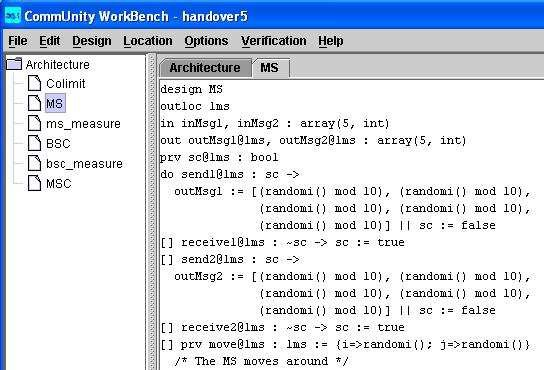 CommUnity WorkBench - handover5
File Edit Design Location Options Verification Help
Architecture
Colimit
MS
ms_measure
BSC
bsc_measure
MSC
Architecture MS
design MS
outloc lms
in inMsg1, inMsg2 : array(5, int)
out outMsg1@lms, outMsg2@lms : array(5, int)
prv sc@lms : bool
do send1@lms : sc ->
outMsg1 := [(randomi() mod 10), (randomi() mod 10),
(randomi() mod 10), (randomi() mod 10),
(randomi() mod 10)] || sc := false
[] receive1@lms : ~sc -> sc := true
[] send2@lms : sc ->
outMsg2 := [(randomi() mod 10), (randomi() mod 10),
(randomi() mod 10), (randomi() mod 10),
(randomi() mod 10)] || sc := false
[] receive2@lms : ~sc -> sc := true
[] prv move@lms : lms := {i=>randomi(); j=>randomi()}
/* The MS moves around */